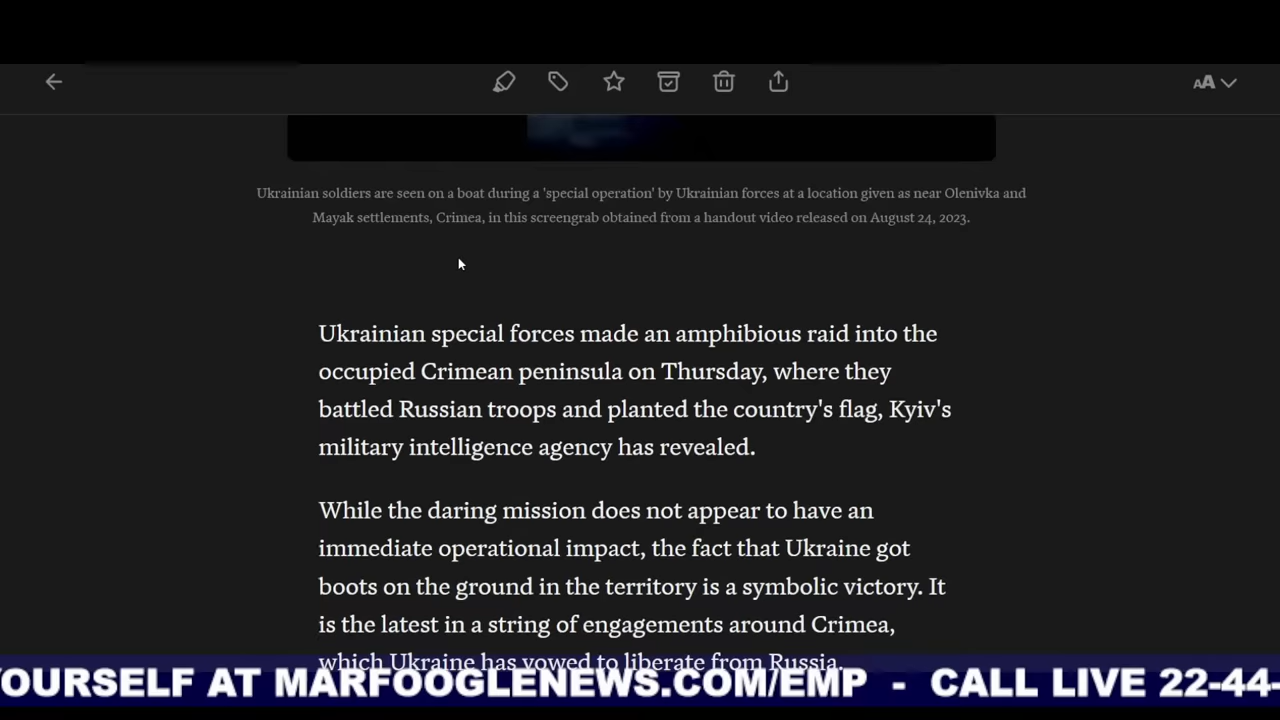 Ukrainian soldiers are seen on a boat during a 'special operation' by Ukrainian forces at a location given as near Olenivka and
Mayak settlements, Crimea, in this screengrab obtained from a handout video released on August 24, 2023.
Ukrainian special forces made an amphibious raid into the
occupied Crimean peninsula on Thursday, where they
battled Russian troops and planted the country's flag, Kyiv's
military intelligence agency has revealed.
While the daring mission does not appear to have an
immediate operational impact, the fact that Ukraine got
boots on the ground in the territory is a symbolic victory. It
is the latest in a string of engagements around Crimea,
which Ukraine has vowed to liberate from Russia.
YOURSELF AT MARFOOGLENEWS.COM/EMP - CALL LIVE 22-44-
AA